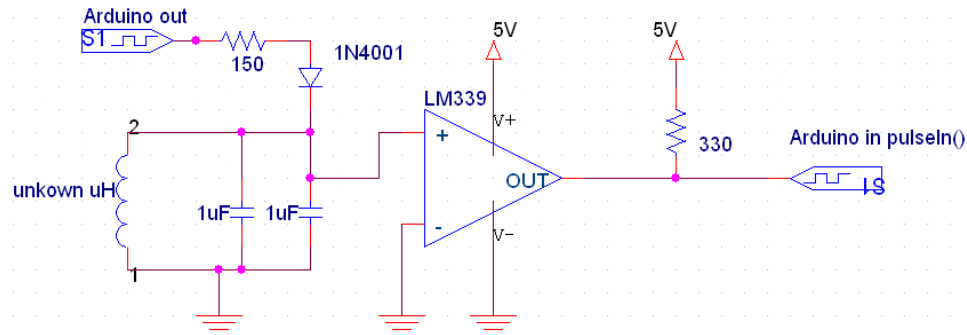 Arduino out
S1
150
1N4001
5V
5V
LM339
V+
330
Arduino in pulseIn()
2
+
unkown uH
1uF
1uF
OUT
S1
-
V-
1